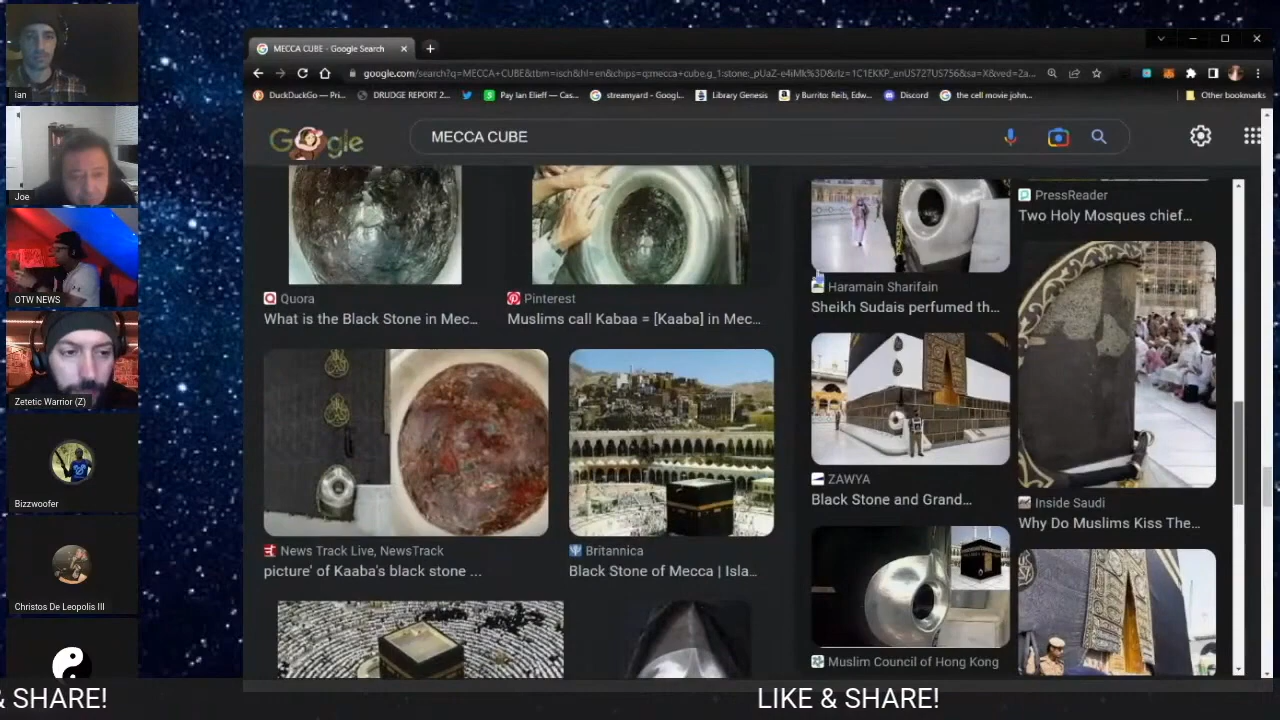 ian
Joe
OTW NEWS
Zetetic Warrior (Z)
Bizzwoofer
Christos De Leopolis III
MECCA CUBE - Google Search
DuckDuckGo — Pri...
DRUDGE REPORT 2...
Pay Ian Elieff — Cas...
streamyard - Googl...
Library Genesis
y Burrito: Reib, Edw...
Discord
the cell movie john...
Other bookmarks
Google
MECCA CUBE
Quora
What is the Black Stone in Mec...
Pinterest
Muslims call Kabaa = [Kaaba] in Mec...
News Track Live, NewsTrack
picture' of Kaaba's black stone ...
Britannica
Black Stone of Mecca | Isla...
Haramain Sharifain
Sheikh Sudais perfumed th...
ZAWYA
Black Stone and Grand...
Muslim Council of Hong Kong
PressReader
Two Holy Mosques chief...
Inside Saudi
Why Do Muslims Kiss The...
& SHARE!
LIKE & SHARE!